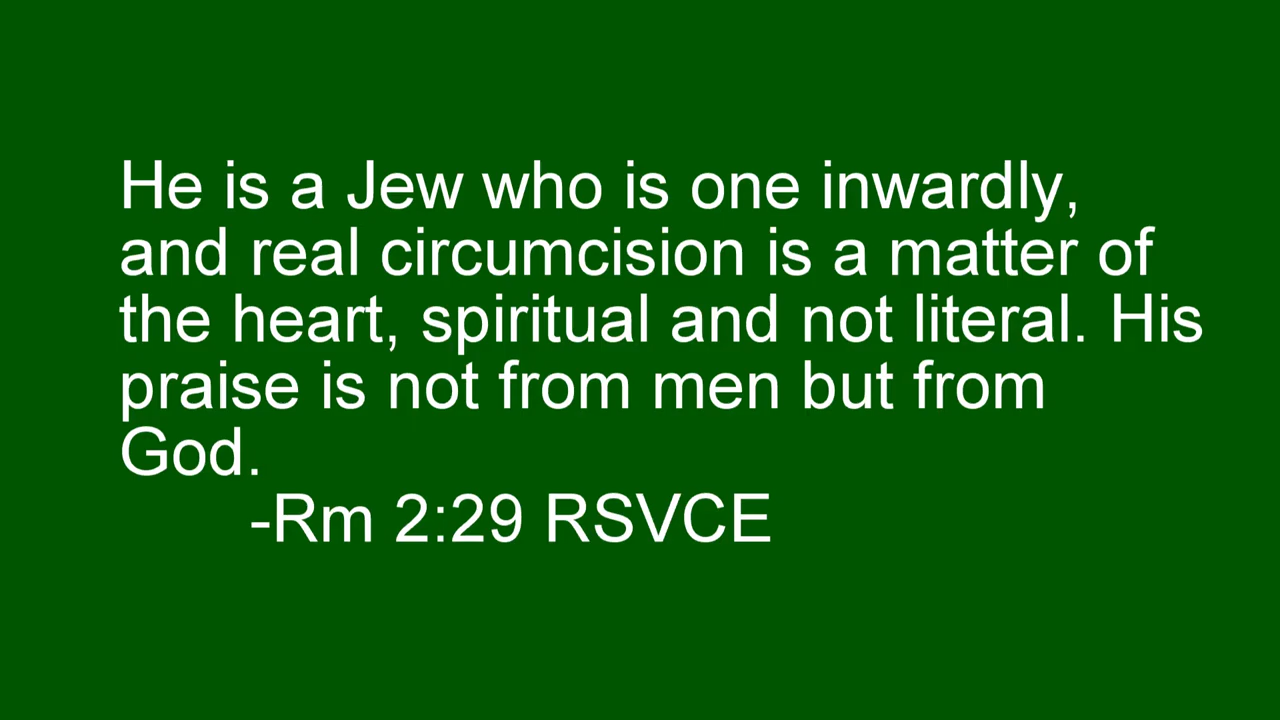 He is a Jew who is one inwardly,
and real circumcision is a matter of
the heart, spiritual and not literal. His
praise is not from men but from
God.
-Rm 2:29 RSVCE